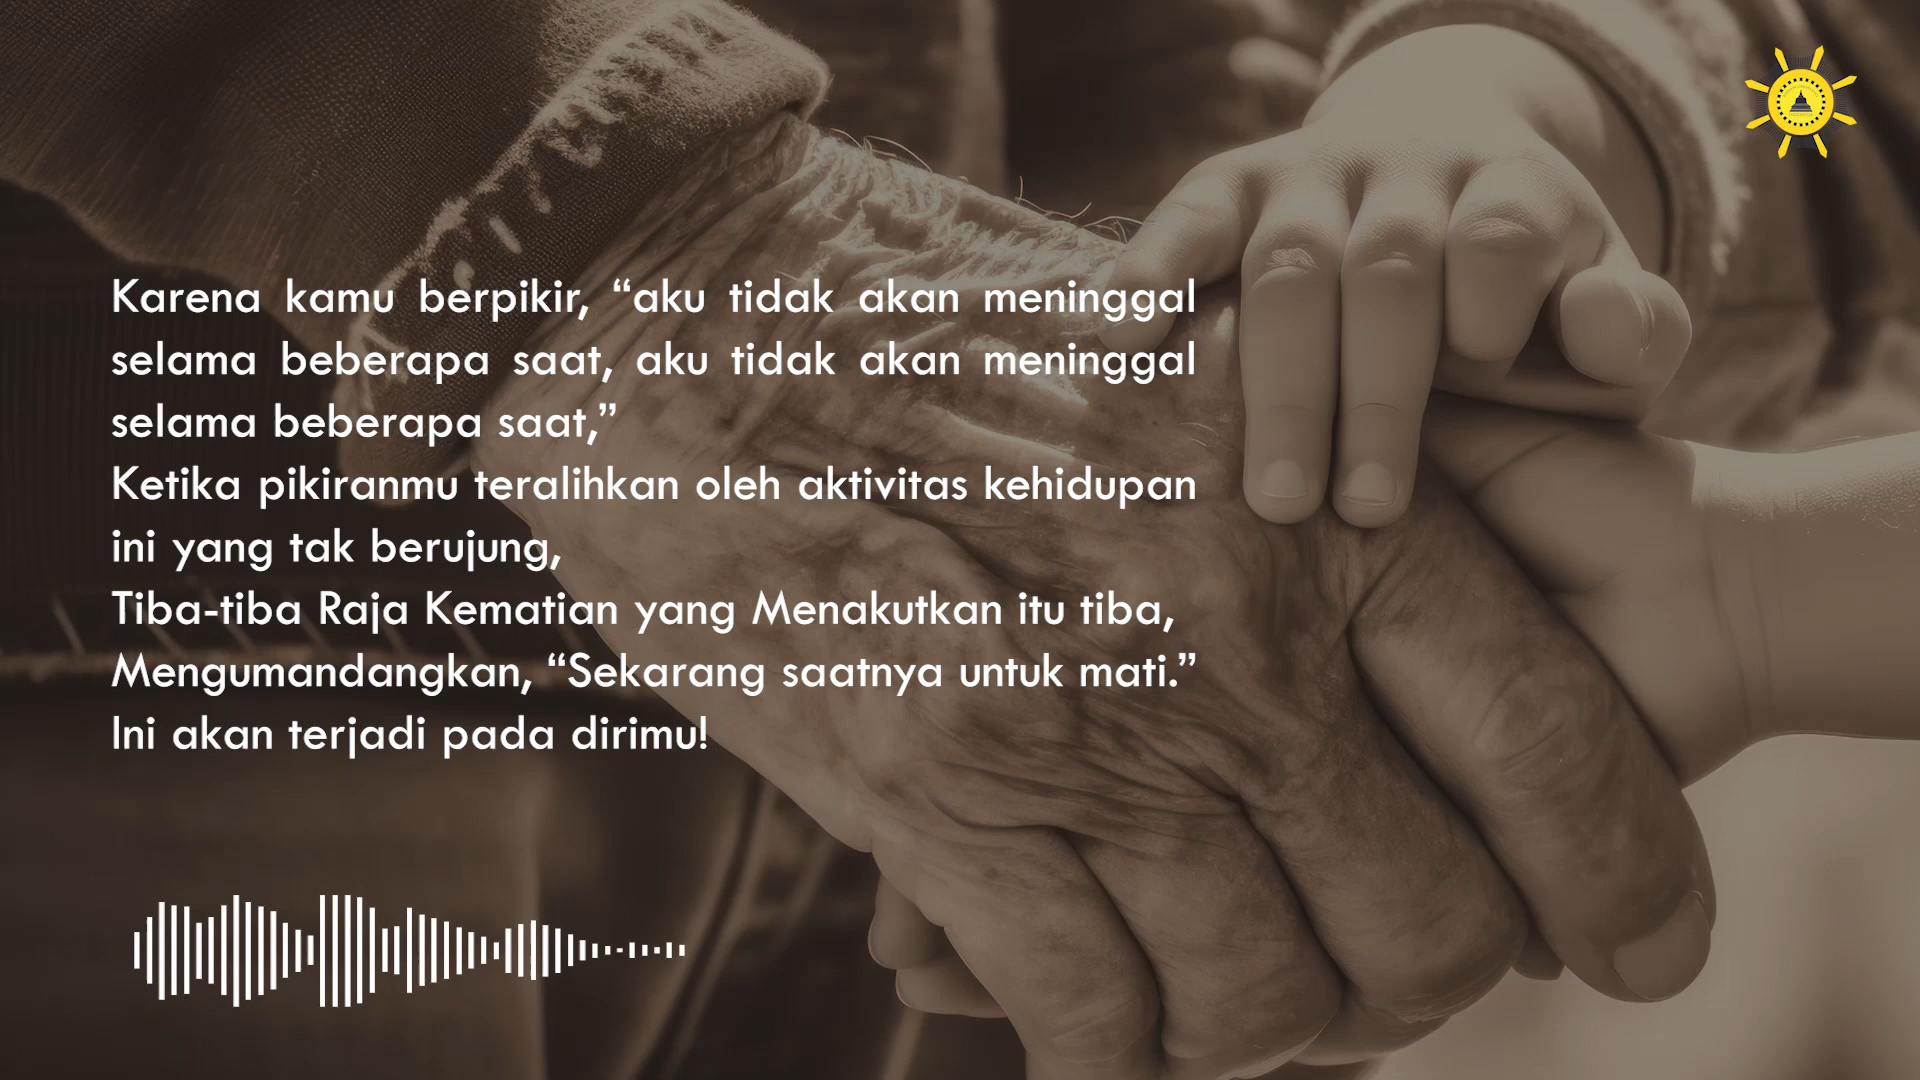 Karena kamu berpikir, “aku tidak akan meninggal
selama beberapa saat, aku tidak akan meninggal
selama beberapa saat,”
Ketika pikiranmu teralihkan oleh aktivitas kehidupan
ini yang tak berujung,
Tiba-tiba Raja Kematian yang Menakutkan itu tiba,
Mengumandangkan, “Sekarang saatnya untuk mati.”
Ini akan terjadi pada dirimu!